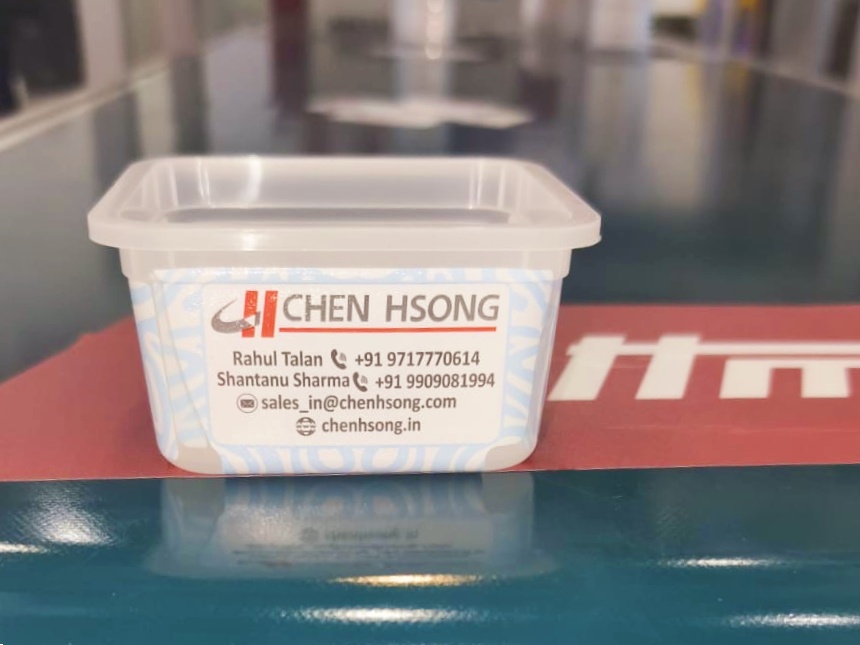 CHEN HSONG
Rahul Talan +91 9717770614
Shantanu Sharma +91 9909081994
sales_in@chenhsong.com
chenhsong.in